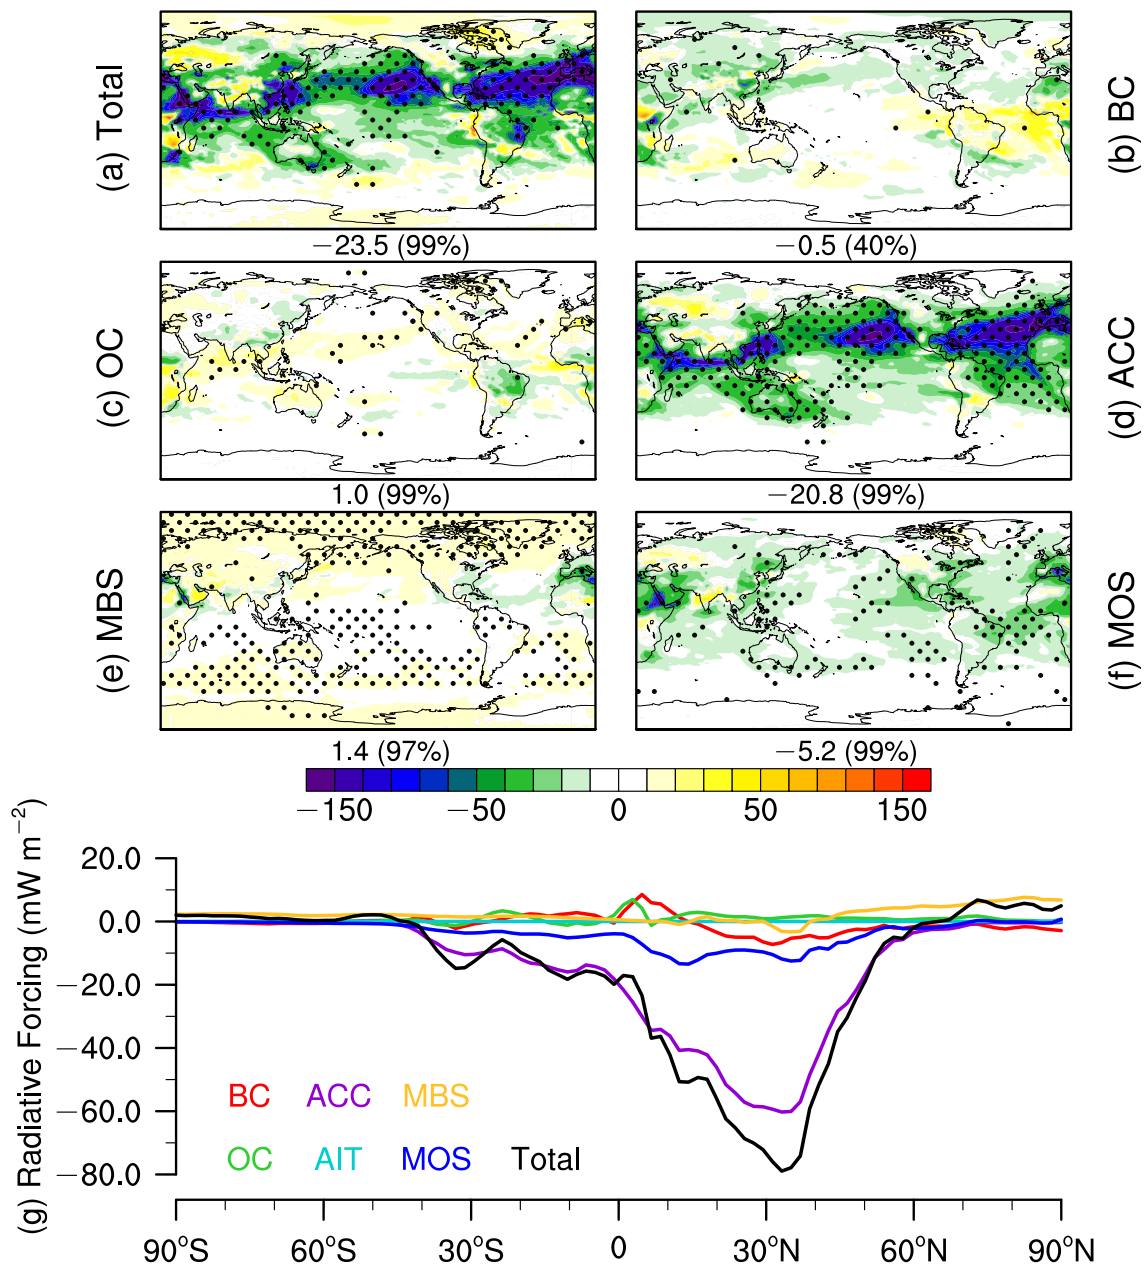 (a) Total
−23.5 (99%)
(b) BC
−0.5 (40%)
(c) OC
1.0 (99%)
(d) ACC
−20.8 (99%)
(e) MBS
1.4 (97%)
(f) MOS
−5.2 (99%)
−150 −50 0 50 150
(g) Radiative Forcing (mW m⁻²)
20.0
0.0
−20.0
−40.0
−60.0
−80.0
BC ACC MBS
OC AIT MOS Total
90°S 60°S 30°S 0 30°N 60°N 90°N